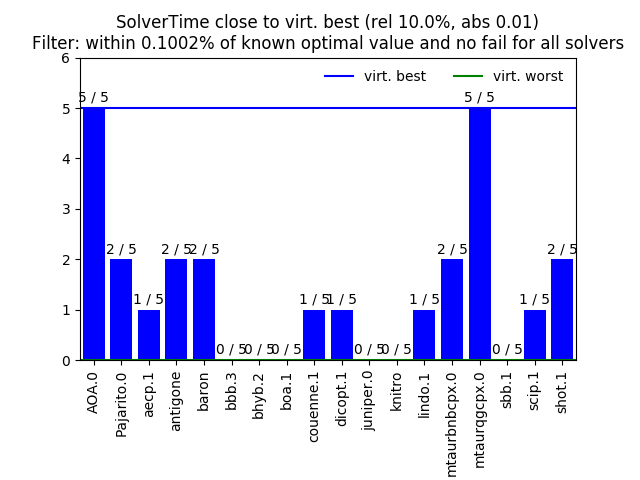 SolverTime close to virt. best (rel 10.0%, abs 0.01)
Filter: within 0.1002% of known optimal value and no fail for all solvers
virt. best
virt. worst
6
5
4
3
2
1
0
5 / 5
2 / 5
1 / 5
2 / 5
2 / 5
0 / 5
0 / 5
0 / 5
1 / 5
1 / 5
0 / 5
0 / 5
1 / 5
2 / 5
5 / 5
0 / 5
1 / 5
2 / 5
AOA.0
Pajarito.0
aecp.1
antigone
baron
bbb.3
bhyb.2
boa.1
couenne.1
dicopt.1
juniper.0
knitro
lindo.1
mtaurbnbcpx.0
mtaurqgcpx.0
sbb.1
scip.1
shot.1